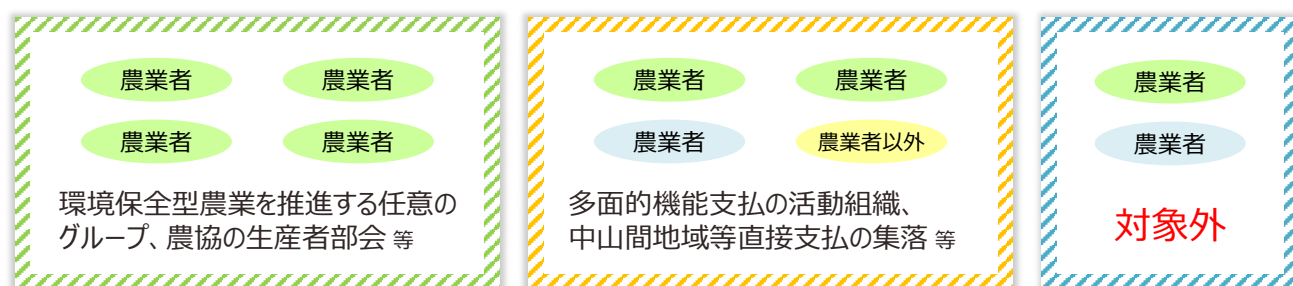 農業者 農業者
農業者 農業者
環境保全型農業を推進する任意の
グループ、農協の生産者部会 等
農業者 農業者
農業者 農業者以外
多面的機能支払の活動組織、
中山間地域等直接支払の集落 等
農業者
農業者
対象外